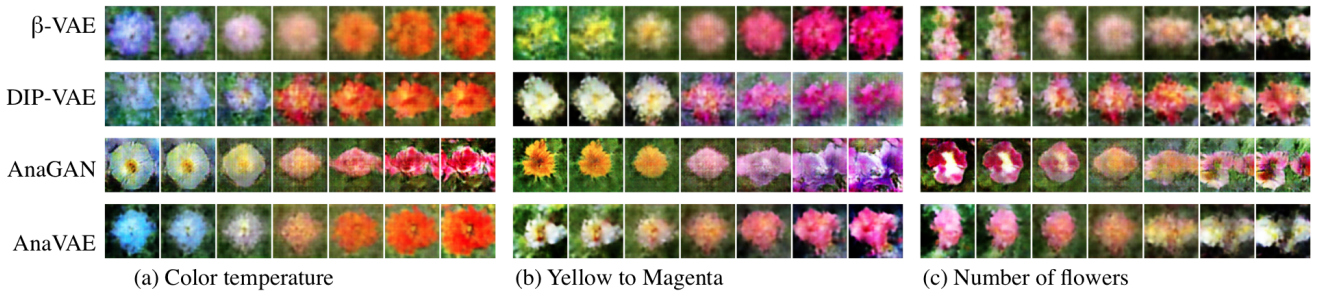 β-VAE
DIP-VAE
AnaGAN
AnaVAE
(a) Color temperature
(b) Yellow to Magenta
(c) Number of flowers